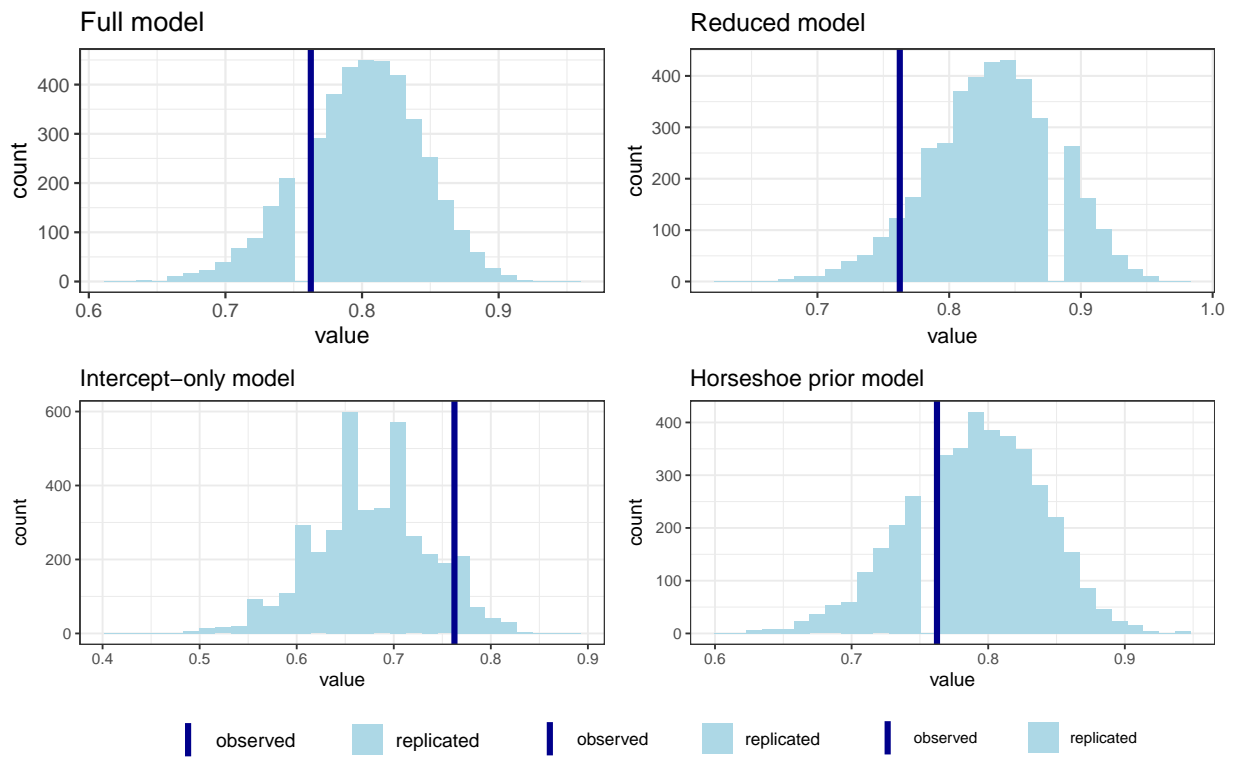 Full model
count
400
300
200
100
0
0.6 0.7 0.8 0.9
value
Reduced model
count
400
300
200
100
0
0.7 0.8 0.9 1.0
value
Intercept−only model
count
600
400
200
0
0.4 0.5 0.6 0.7 0.8 0.9
value
Horseshoe prior model
count
400
300
200
100
0
0.6 0.7 0.8 0.9
value
observed replicated observed replicated observed replicated